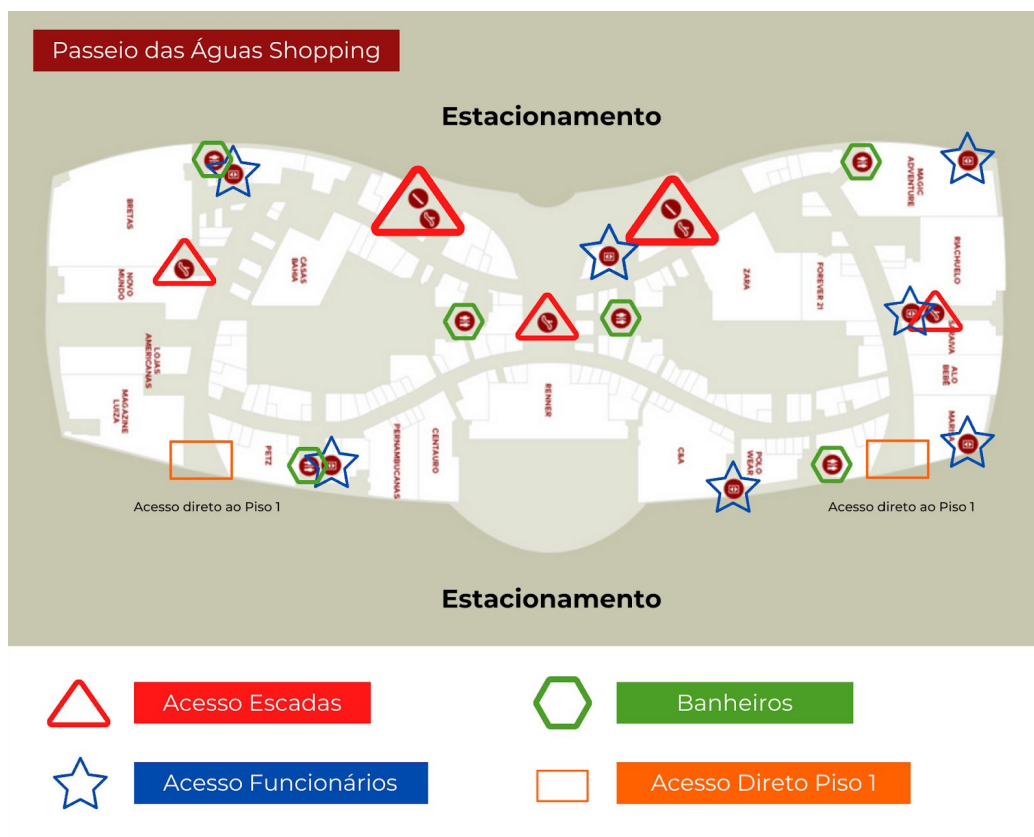 Passeio das Águas Shopping
Estacionamento
BRETAS
MAGIC
ADVENTURE
CASAS
BAHIA
NOVO
MUNDO
ZARA
FOREVER 21
RIACHUELO
LOJAS
AMERICANAS
ALO
BEBÊ
MAGAZINE
LUIZA
RENNER
PETZ
PERNAMBUCANAS
CENTAURO
C&A
POLO
WEAR
Acesso direto ao Piso 1
Acesso direto ao Piso 1
Estacionamento
Acesso Escadas
Banheiros
Acesso Funcionários
Acesso Direto Piso 1